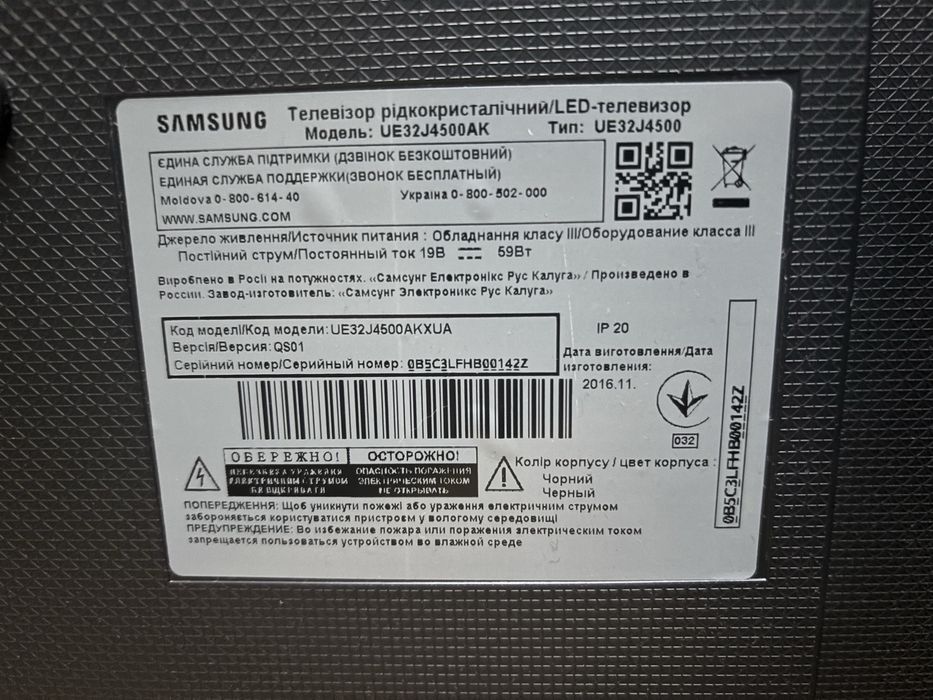 SAMSUNG
Телевізор рідкокристалічний/LED-телевизор
Модель: UE32J4500AK Тип: UE32J4500
ЄДИНА СЛУЖБА ПІДТРИМКИ (ДЗВІНОК БЕЗКОШТОВНИЙ)
ЕДИНАЯ СЛУЖБА ПОДДЕРЖКИ(ЗВОНОК БЕСПЛАТНЫЙ)
Moldova 0-800-614-40 Україна 0-800-502-000
WWW.SAMSUNG.COM
Джерело живлення/Источник питания : Обладнання класу III/Оборудование класса III
Постійний струм/Постоянный ток 19В 59Вт
Вироблено в Росії на потужностях. «Самсунг Електронікс Рус Калуга» / Произведено в
России. Завод-изготовитель: «Самсунг Электроникс Рус Калуга»
Код моделі/Код модели: UE32J4500AKXUA
Версія/Версия: QS01
Серійний номер/Серийный номер: 0B5C3LFHB00142Z
IP 20
Дата виготовлення/Дата
изготовления:
2016.11.
032
0B5C3LFHB00142Z
ОБЕРЕЖНО! ОСТОРОЖНО!
НЕБЕЗПЕКА УРАЖЕННЯ ОПАСНОСТЬ ПОРАЖЕНИЯ
ЕЛЕКТРИЧНИМ СТРУМОМ ЭЛЕКТРИЧЕСКИМ ТОКОМ
НЕ ВІДКРИВАТИ НЕ ОТКРЫВАТЬ
Колір корпусу / цвет корпуса :
Чорний
Черный
ПОПЕРЕДЖЕННЯ: Щоб уникнути пожежі або ураження електричним струмом
забороняється користуватися пристроєм у вологому середовищі
ПРЕДУПРЕЖДЕНИЕ: Во избежание пожара или поражения электрическим током
запрещается пользоваться устройством во влажной среде